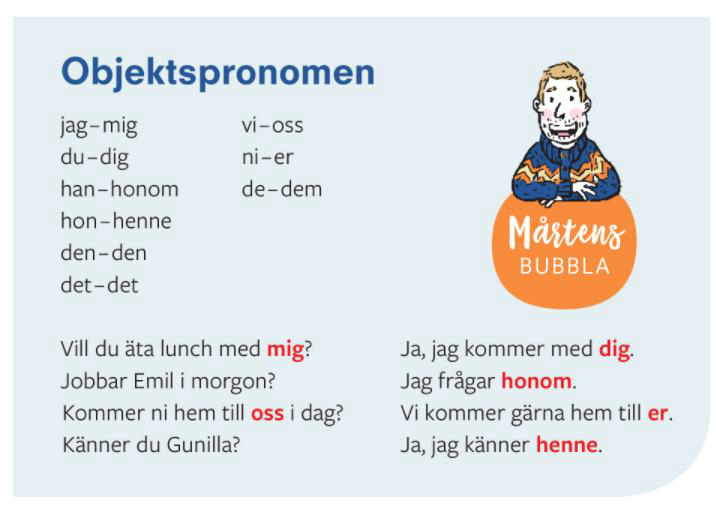 Objektspronomen
jag–mig
du–dig
han–honom
hon–henne
den–den
det–det
vi–oss
ni–er
de–dem
Mårtens
BUBBLA
Vill du äta lunch med mig?
Jobbar Emil i morgon?
Kommer ni hem till oss i dag?
Känner du Gunilla?
Ja, jag kommer med dig.
Jag frågar honom.
Vi kommer gärna hem till er.
Ja, jag känner henne.